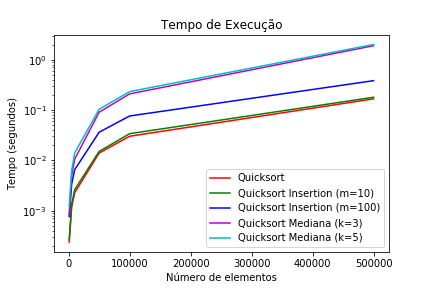 Tempo de Execução
Tempo (segundos)
10⁰
10⁻¹
10⁻²
10⁻³
Quicksort
Quicksort Insertion (m=10)
Quicksort Insertion (m=100)
Quicksort Mediana (k=3)
Quicksort Mediana (k=5)
0 100000 200000 300000 400000 500000
Número de elementos